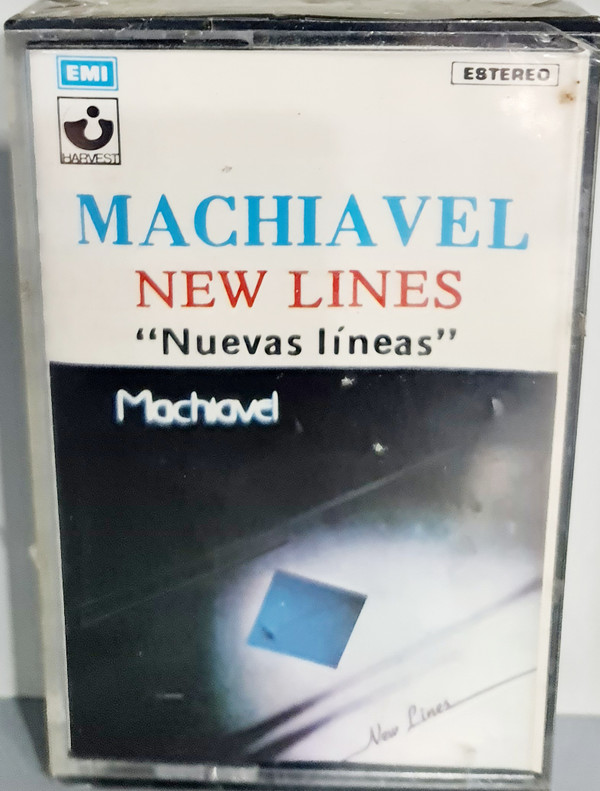 EMI
ESTEREO
HARVEST
MACHIAVEL
NEW LINES
“Nuevas líneas”
Machiavel
New Lines